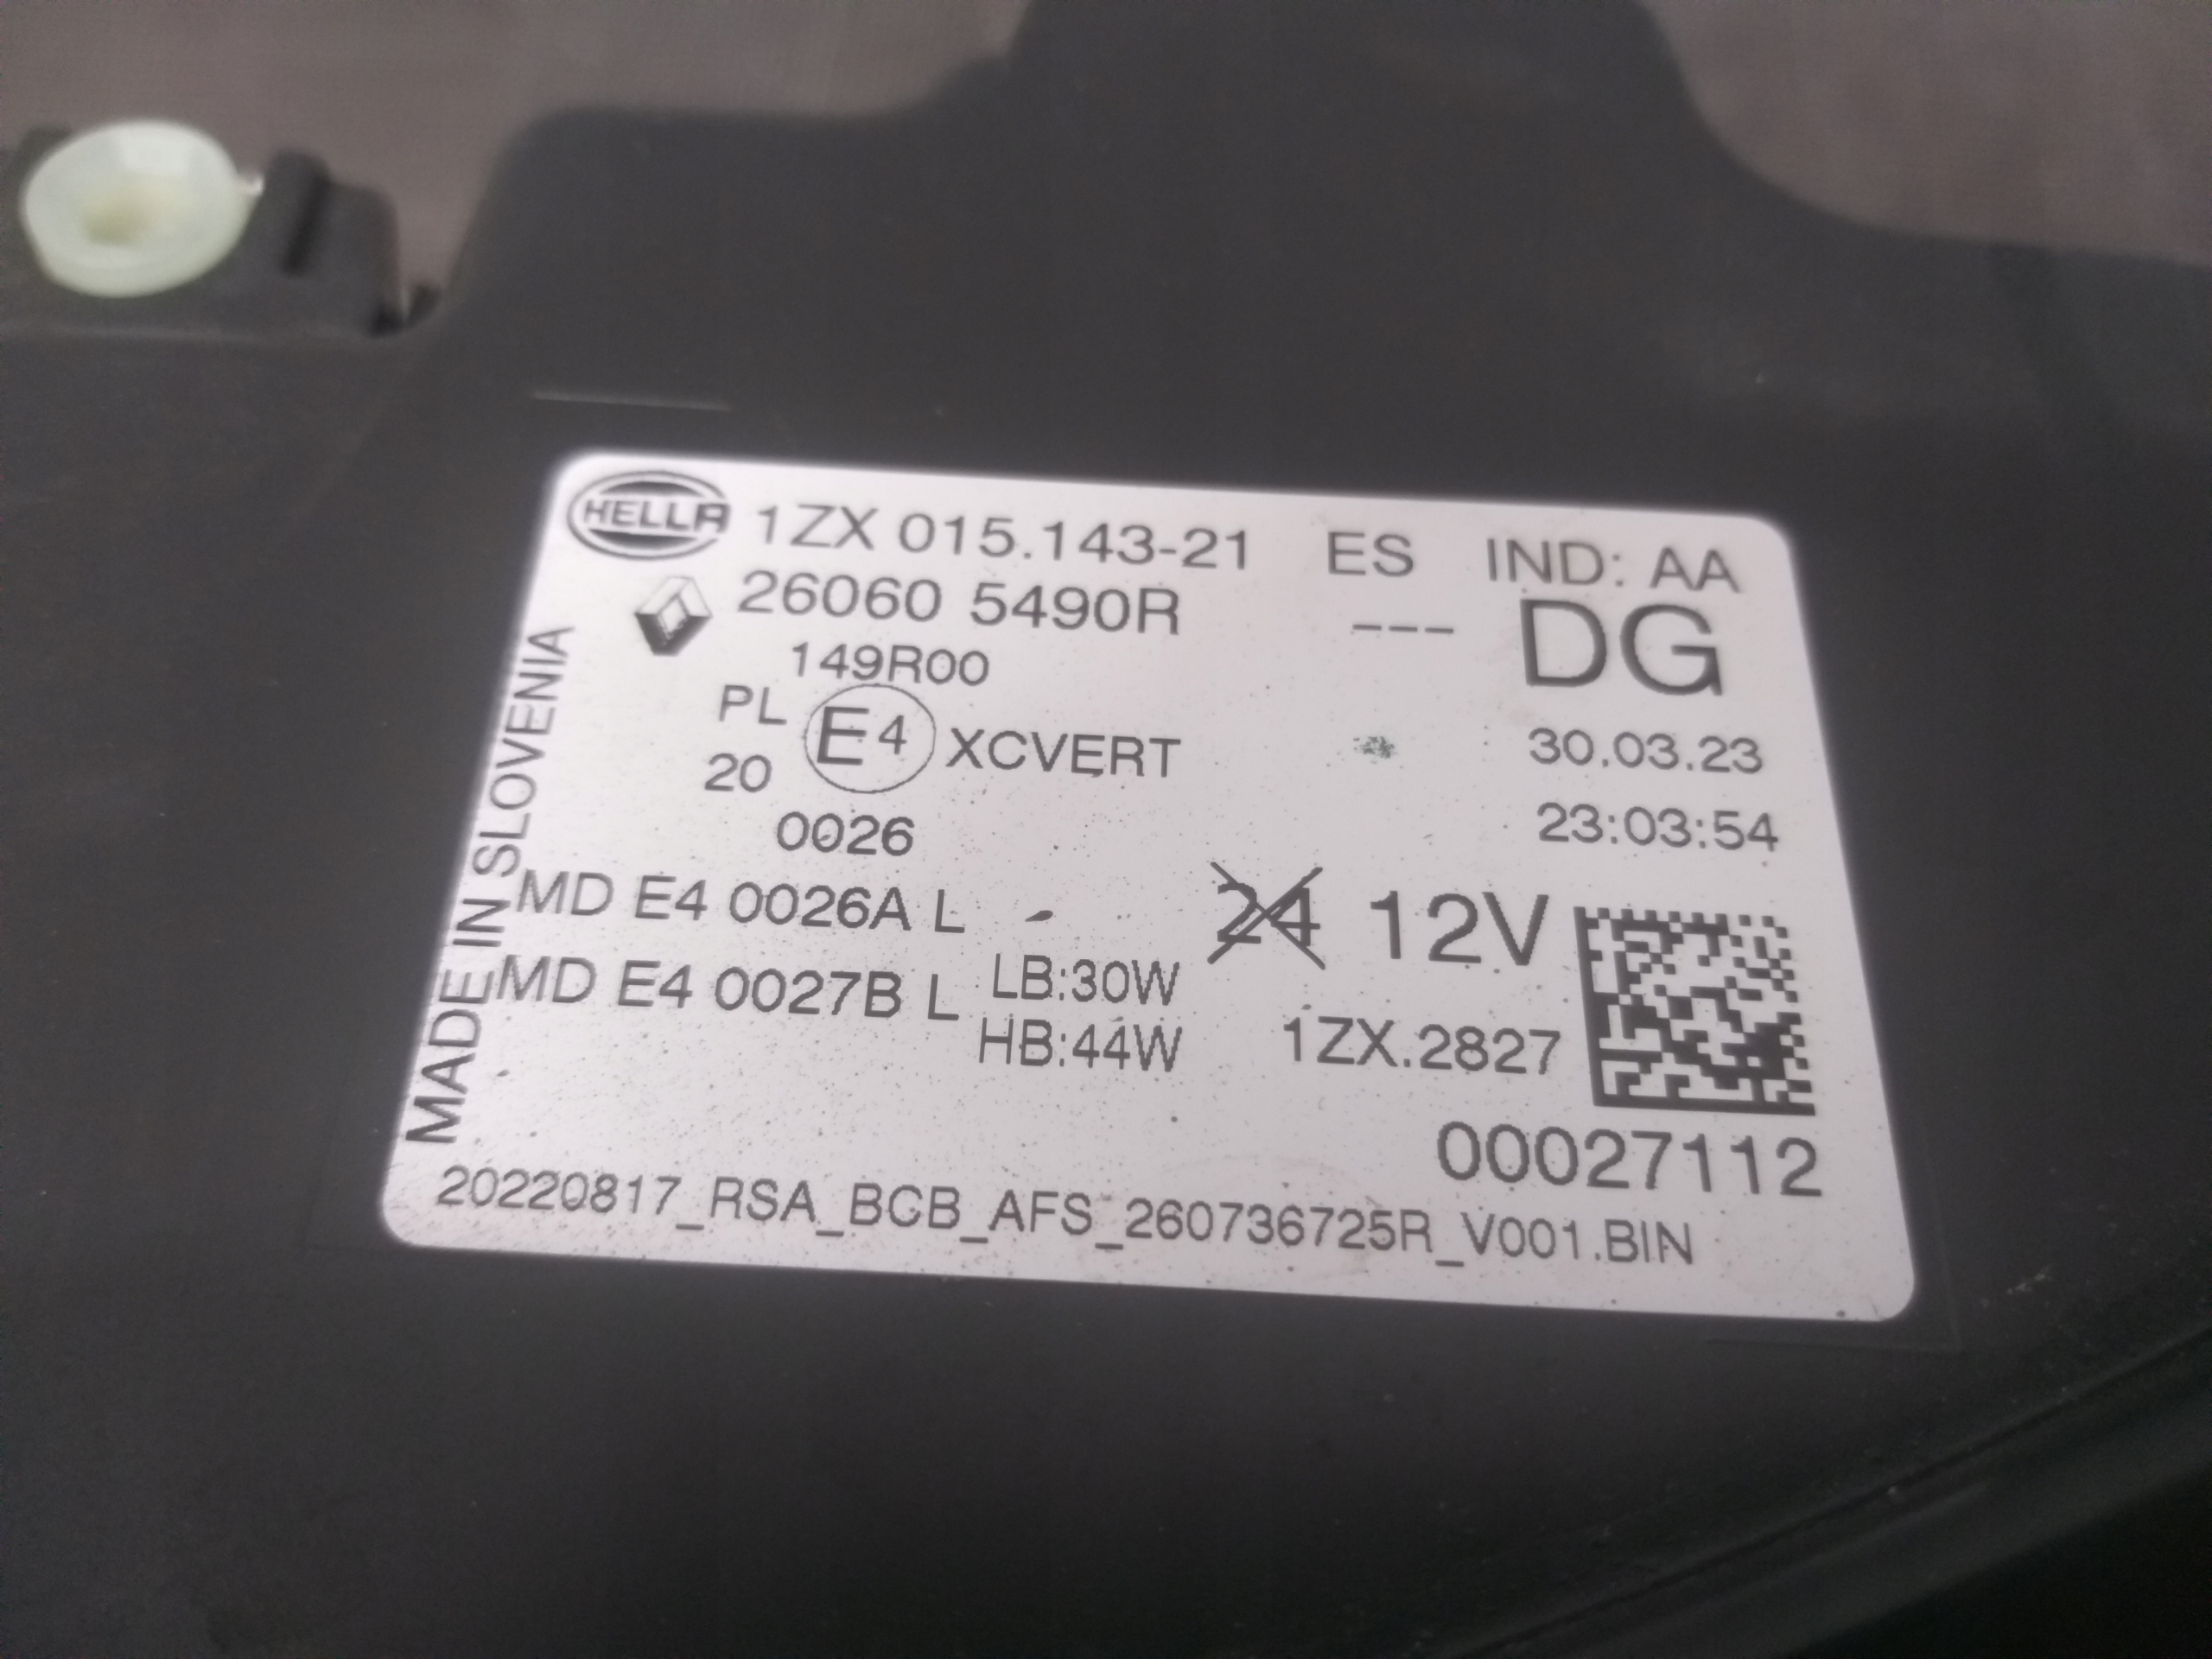 HELLA 1ZX 015.143-21 ES IND: AA
26060 5490R --- DG
149R00
PL E4 XCVERT 30.03.23
20
0026 23:03:54
MD E4 0026A L 24 12V
MD E4 0027B L LB:30W
HB:44W 1ZX.2827
00027112
20220817_RSA_BCB_AFS_260736725R_V001.BIN
MADE IN SLOVENIA